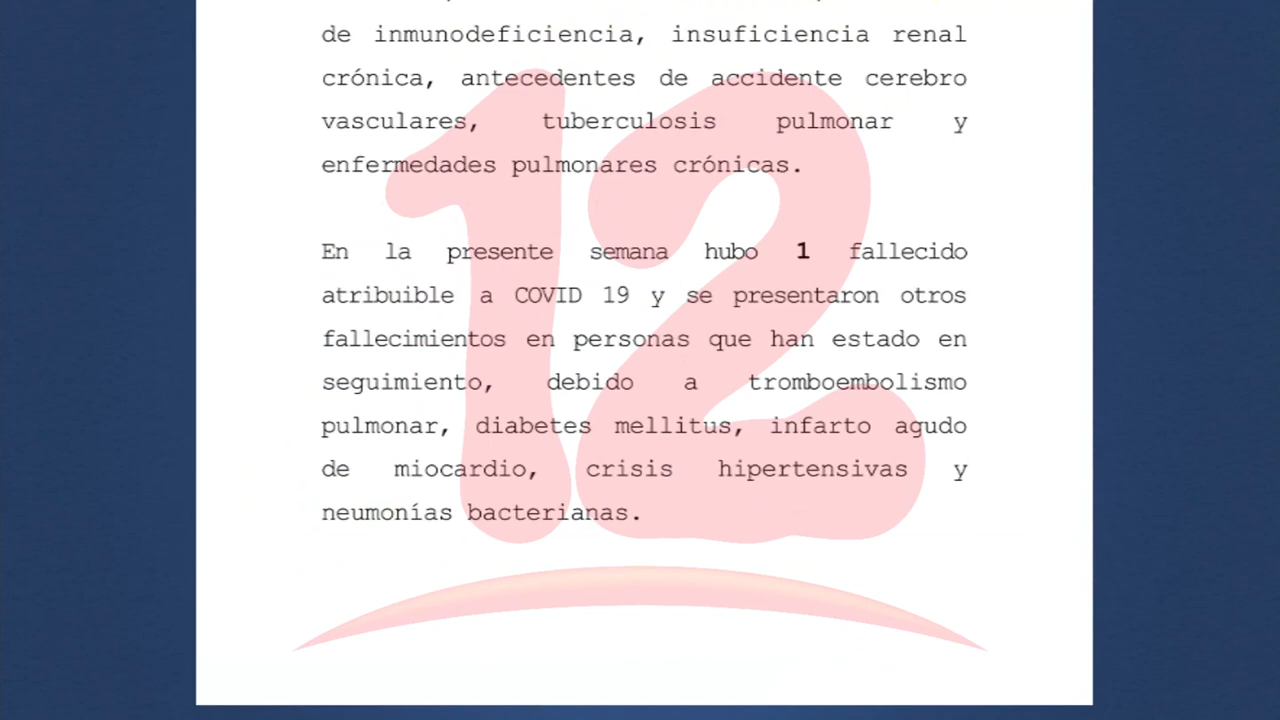 de inmunodeficiencia, insuficiencia renal
crónica, antecedentes de accidente cerebro
vasculares, tuberculosis pulmonar y
enfermedades pulmonares crónicas.
En la presente semana hubo 1 fallecido
atribuible a COVID 19 y se presentaron otros
fallecimientos en personas que han estado en
seguimiento, debido a tromboembolismo
pulmonar, diabetes mellitus, infarto agudo
de miocardio, crisis hipertensivas y
neumonías bacterianas.
12